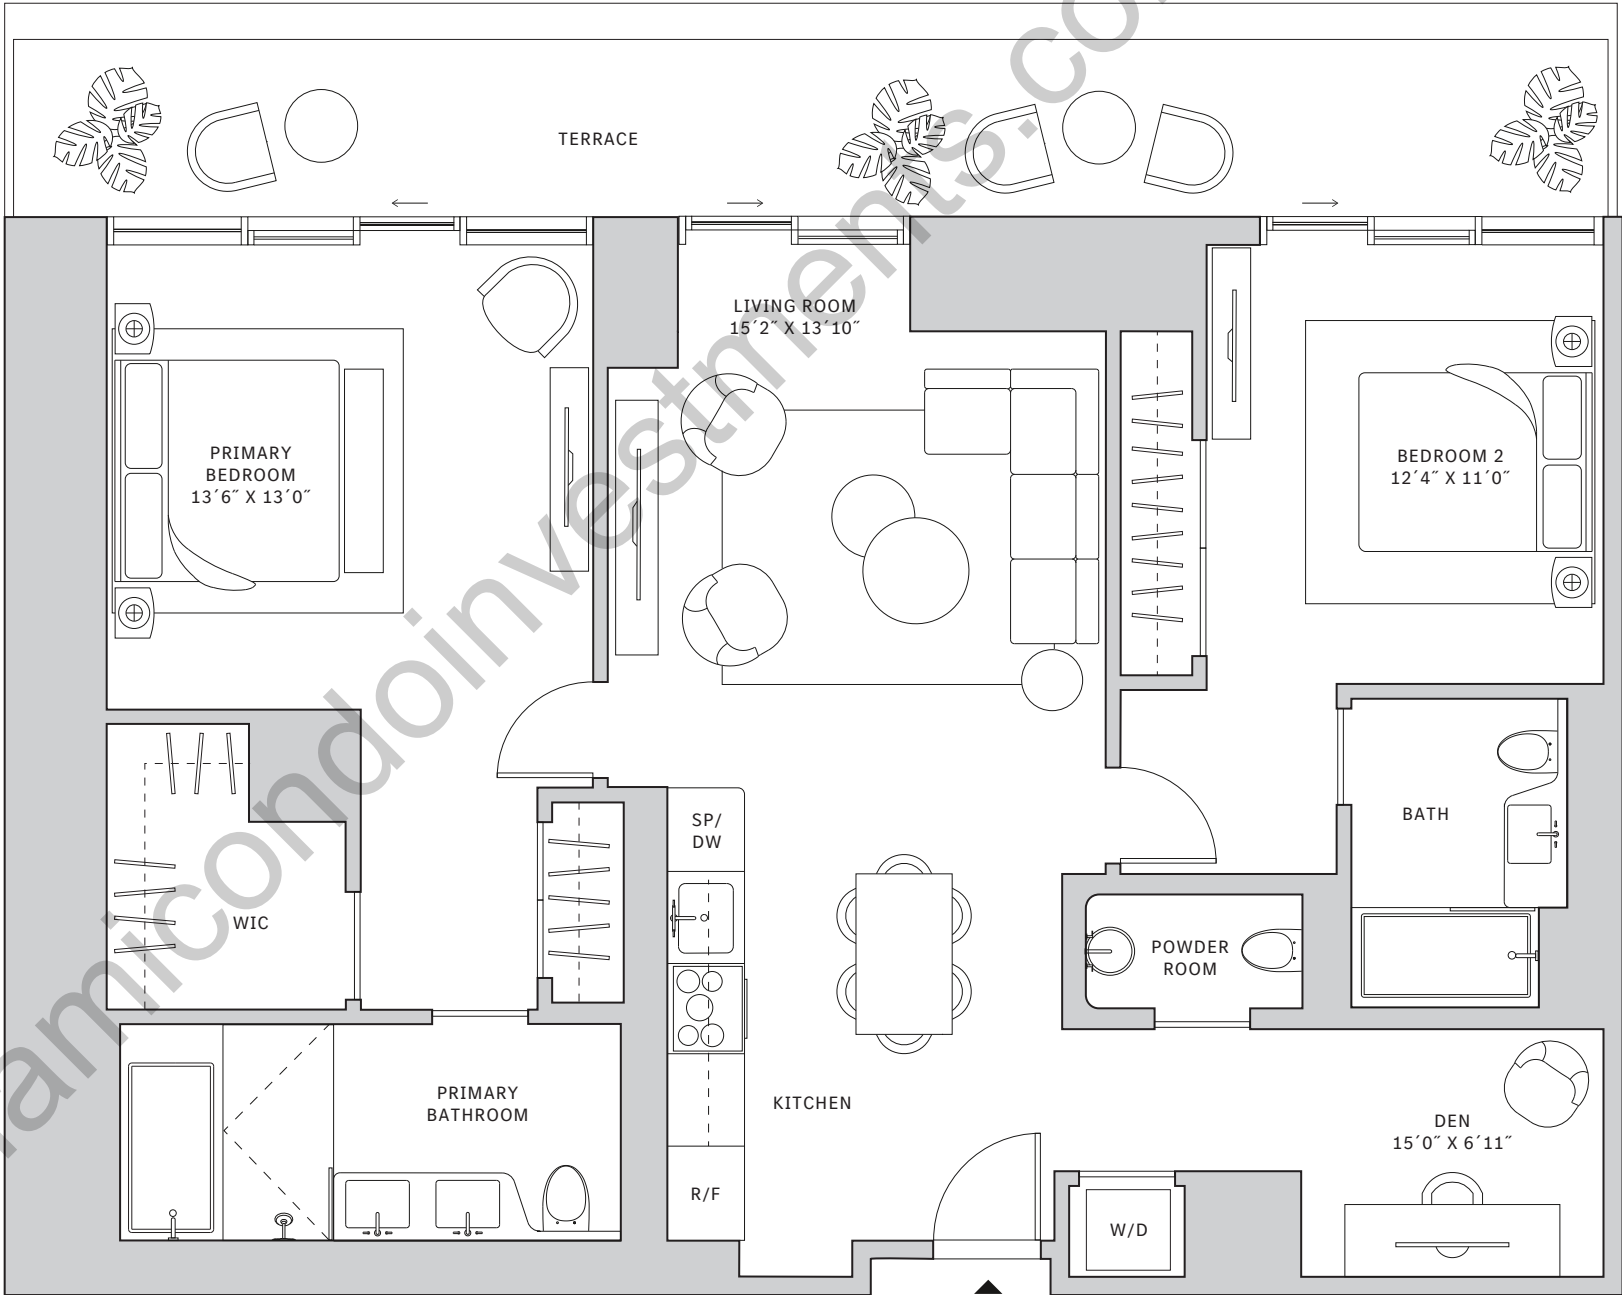 TERRACE
LIVING ROOM
15´2˝ X 13´10˝
PRIMARY
BEDROOM
13´6˝ X 13´0˝
BEDROOM 2
12´4˝ X 11´0˝
SP/
DW
BATH
WIC
POWDER
ROOM
PRIMARY
BATHROOM
KITCHEN
DEN
15´0˝ X 6´11˝
R/F
W/D
amicondoinvestments.co